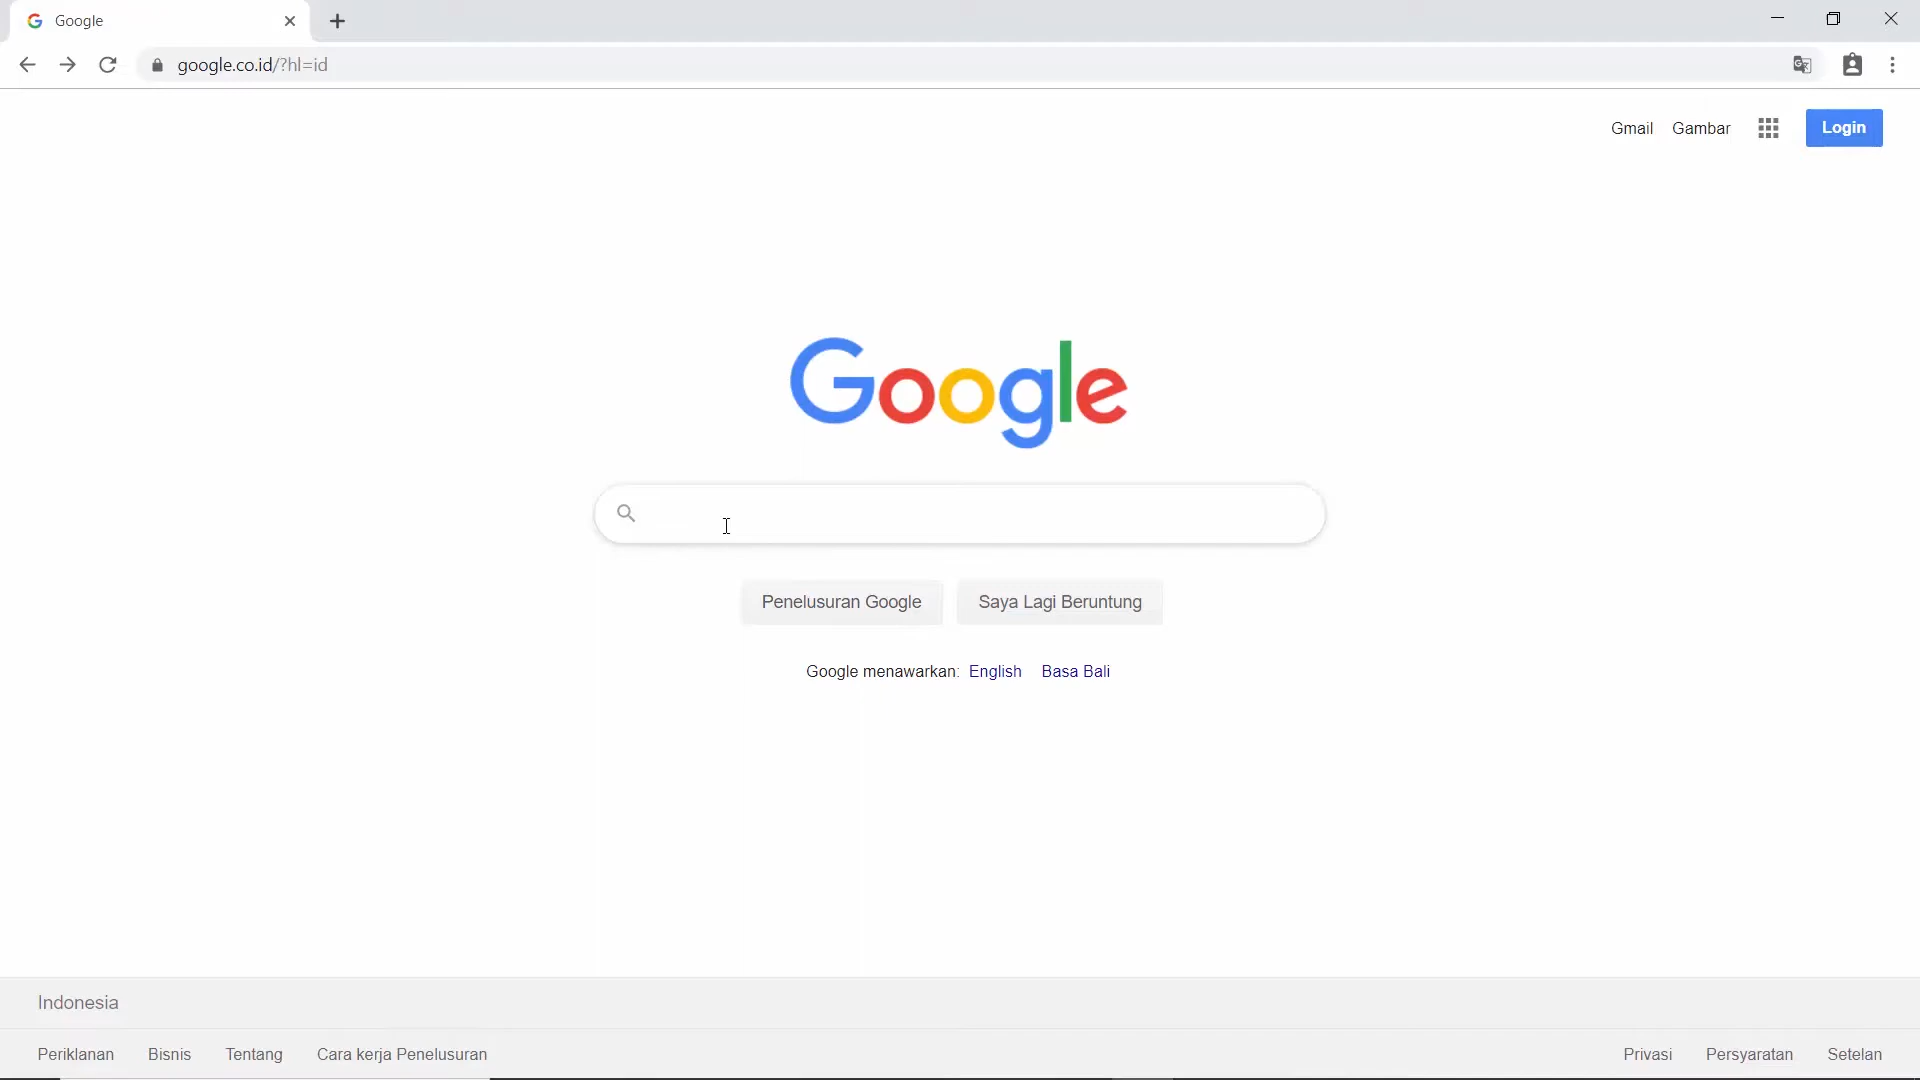 Google
google.co.id/?hl=id
Gmail Gambar Login
Google
Penelusuran Google Saya Lagi Beruntung
Google menawarkan: English Basa Bali
Indonesia
Periklanan Bisnis Tentang Cara kerja Penelusuran Privasi Persyaratan Setelan